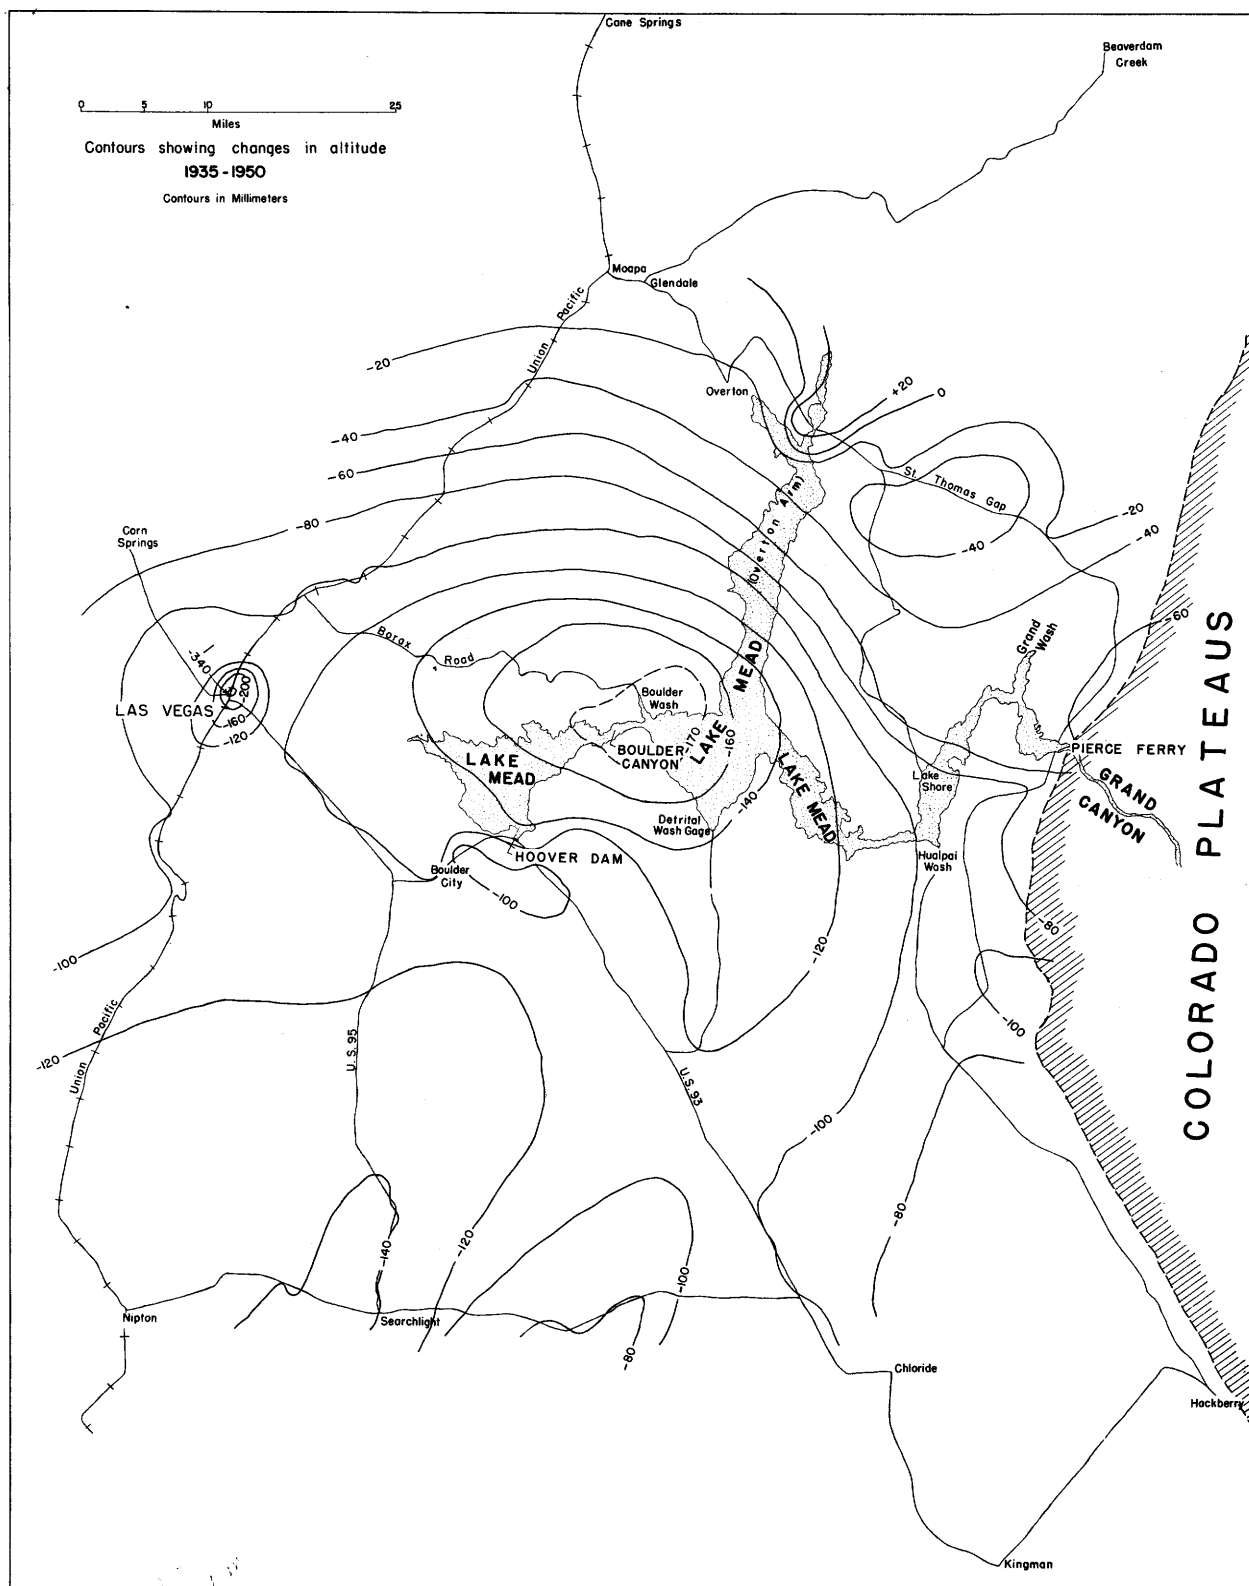 Cane Springs
Beaverdam
Creek
0 5 10 25
Miles
Contours showing changes in altitude
1935-1950
Contours in Millimeters
Moapa
Glendale
Union Pacific
-20
Overton
+20
0
-40
-60
St. Thomas Gap
-80
(Overton Arm)
-20
-40
-40
Corn
Springs
Borax Road
Grand
Wash
-60
-340
-200
LAS VEGAS
-160
-120
Boulder
Wash
LAKE MEAD
BOULDER
CANYON
-170
-160
PIERCE FERRY
GRAND
CANYON
LAKE
MEAD
LAKE MEAD
Lake
Shore
-140
Detrital
Wash Gage
HOOVER DAM
Boulder
City
-100
Hualpai
Wash
-80
-120
-100
-100
-120
Union Pacific
U.S. 95
U.S. 93
-100
-80
-140
-120
-100
Nipton
Searchlight
-80
Chloride
Hackberry
Kingman
COLORADO PLATEAUS